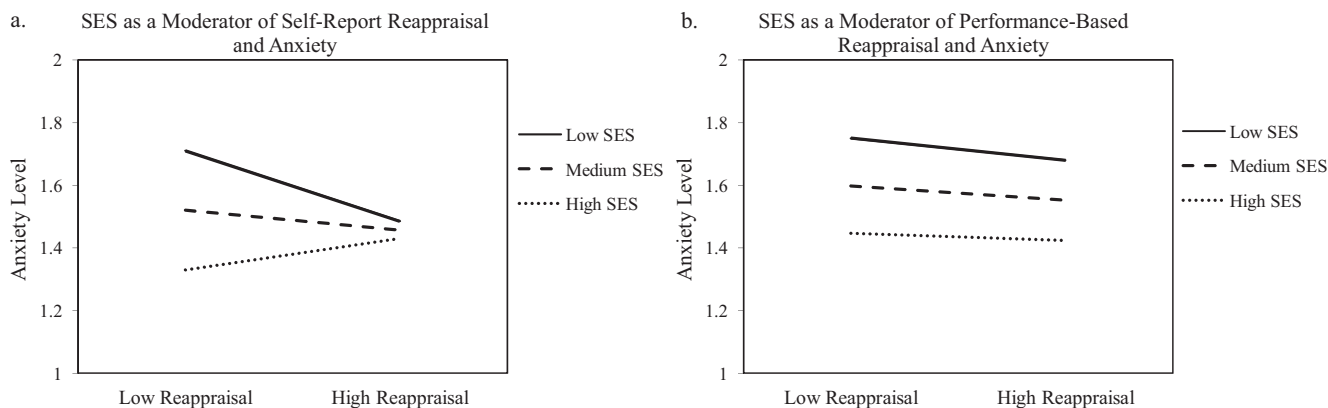 a.
SES as a Moderator of Self-Report Reappraisal
and Anxiety
2
1.8
1.6
1.4
1.2
1
Anxiety Level
Low Reappraisal
High Reappraisal
Low SES
Medium SES
High SES
b.
SES as a Moderator of Performance-Based
Reappraisal and Anxiety
2
1.8
1.6
1.4
1.2
1
Anxiety Level
Low Reappraisal
High Reappraisal
Low SES
Medium SES
High SES